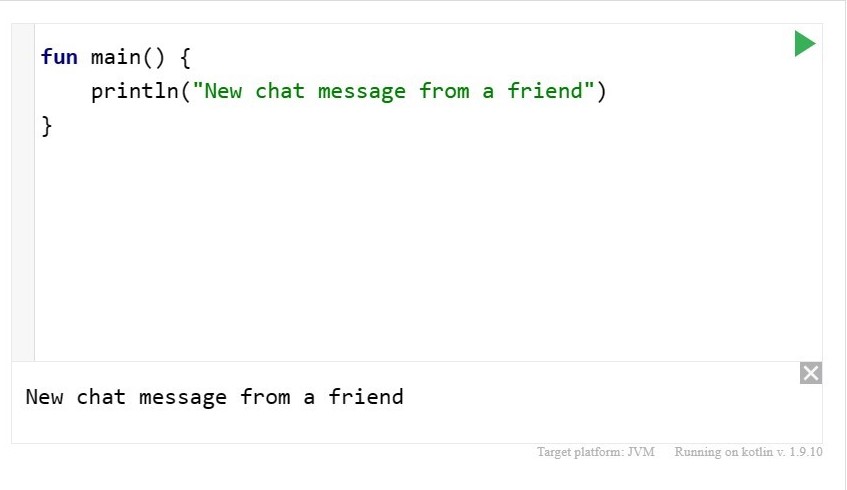 fun main() {
    println("New chat message from a friend")
}
New chat message from a friend
Target platform: JVM Running on kotlin v. 1.9.10